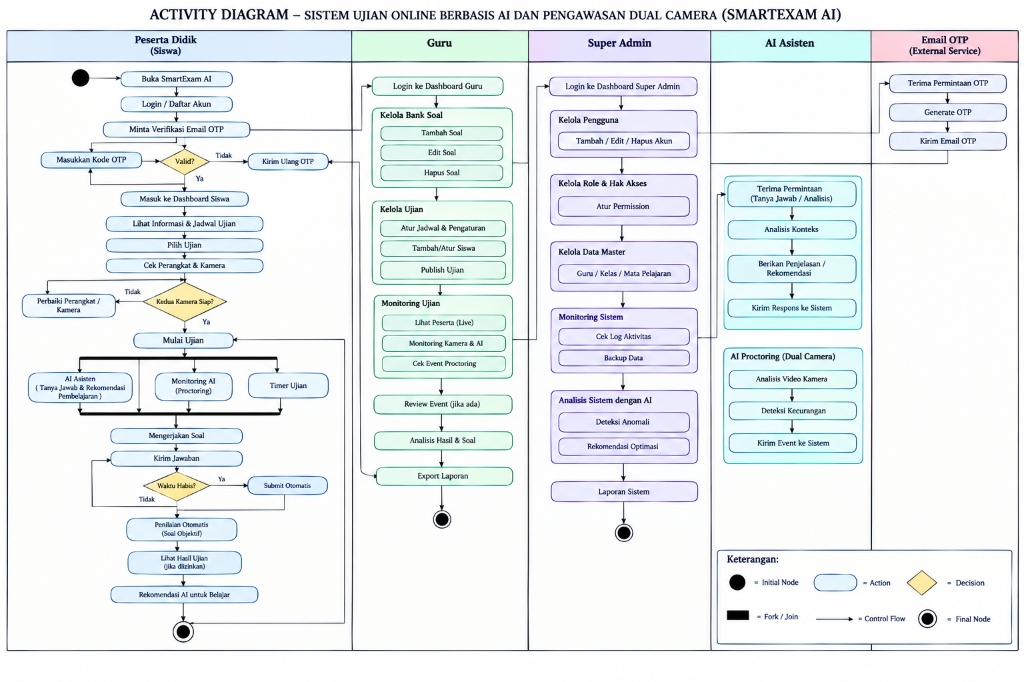 ACTIVITY DIAGRAM – SISTEM UJIAN ONLINE BERBASIS AI DAN PENGAWASAN DUAL CAMERA (SMARTEXAM AI)
Peserta Didik
(Siswa)
Buka SmartExam AI
Login / Daftar Akun
Minta Verifikasi Email OTP
Masukkan Kode OTP
Valid?
Tidak
Kirim Ulang OTP
Ya
Masuk ke Dashboard Siswa
Lihat Informasi & Jadwal Ujian
Pilih Ujian
Cek Perangkat & Kamera
Tidak
Perbaiki Perangkat /
Kamera
Kedua Kamera Siap?
Ya
Mulai Ujian
AI Asisten
( Tanya Jawab & Rekomendasi
Pembelajaran )
Monitoring AI
(Proctoring)
Timer Ujian
Mengerjakan Soal
Kirim Jawaban
Waktu Habis?
Ya
Submit Otomatis
Tidak
Penilaian Otomatis
(Soal Objektif)
Lihat Hasil Ujian
(jika diizinkan)
Rekomendasi AI untuk Belajar
Guru
Login ke Dashboard Guru
Kelola Bank Soal
Tambah Soal
Edit Soal
Hapus Soal
Kelola Ujian
Atur Jadwal & Pengaturan
Tambah/Atur Siswa
Publish Ujian
Monitoring Ujian
Lihat Peserta (Live)
Monitoring Kamera & AI
Cek Event Proctoring
Review Event (jika ada)
Analisis Hasil & Soal
Export Laporan
Super Admin
Login ke Dashboard Super Admin
Kelola Pengguna
Tambah / Edit / Hapus Akun
Kelola Role & Hak Akses
Atur Permission
Kelola Data Master
Guru / Kelas / Mata Pelajaran
Monitoring Sistem
Cek Log Aktivitas
Backup Data
Analisis Sistem dengan AI
Deteksi Anomali
Rekomendasi Optimasi
Laporan Sistem
AI Asisten
Terima Permintaan
(Tanya Jawab / Analisis)
Analisis Konteks
Berikan Penjelasan /
Rekomendasi
Kirim Respons ke Sistem
AI Proctoring (Dual Camera)
Analisis Video Kamera
Deteksi Kecurangan
Kirim Event ke Sistem
Email OTP
(External Service)
Terima Permintaan OTP
Generate OTP
Kirim Email OTP
Keterangan:
= Initial Node
= Action
= Decision
= Fork / Join
= Control Flow
= Final Node